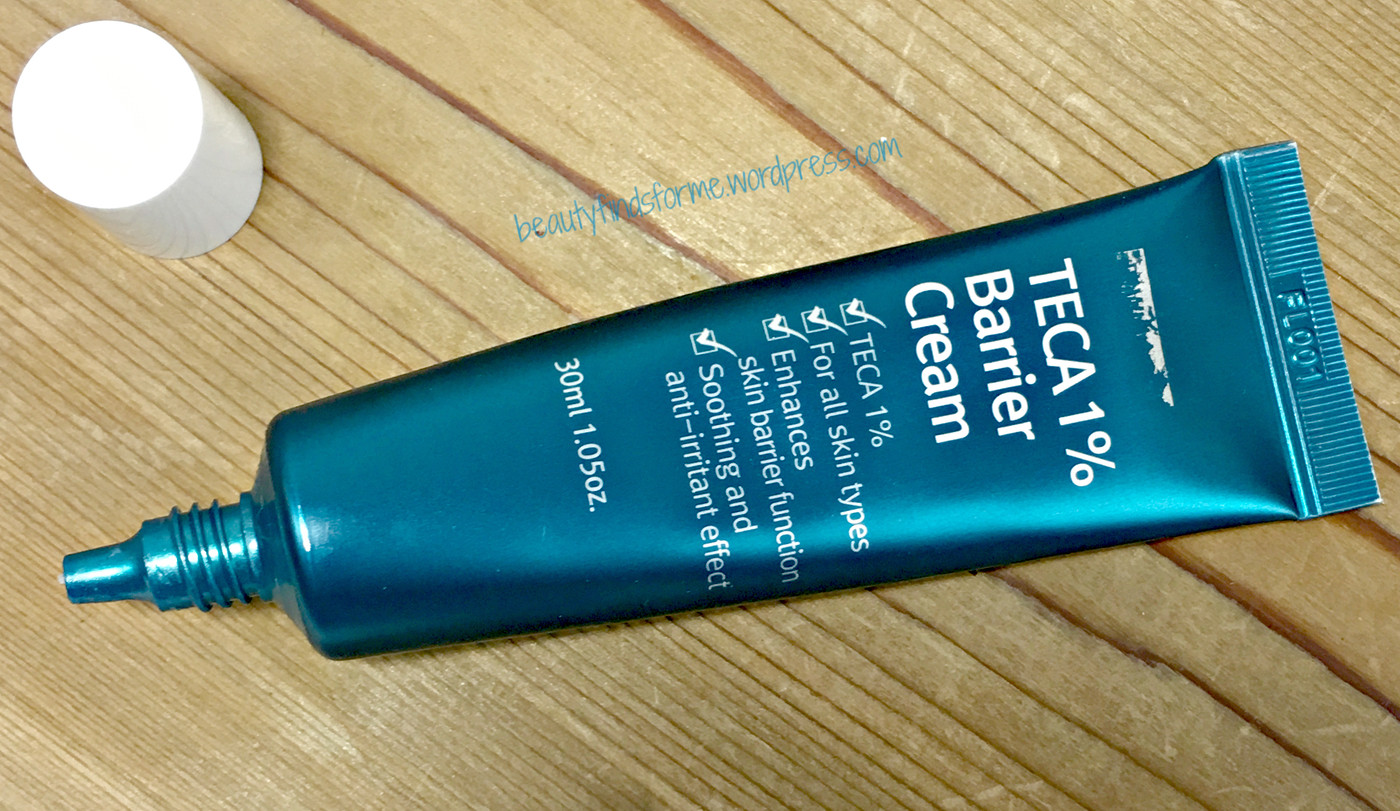 beautyfindsforme.wordpress.com
TECA 1%
Barrier
Cream
TECA 1%
For all skin types
Enhances
skin barrier function
Soothing and
anti-irritant effect
30ml 1.05oz.
FL001